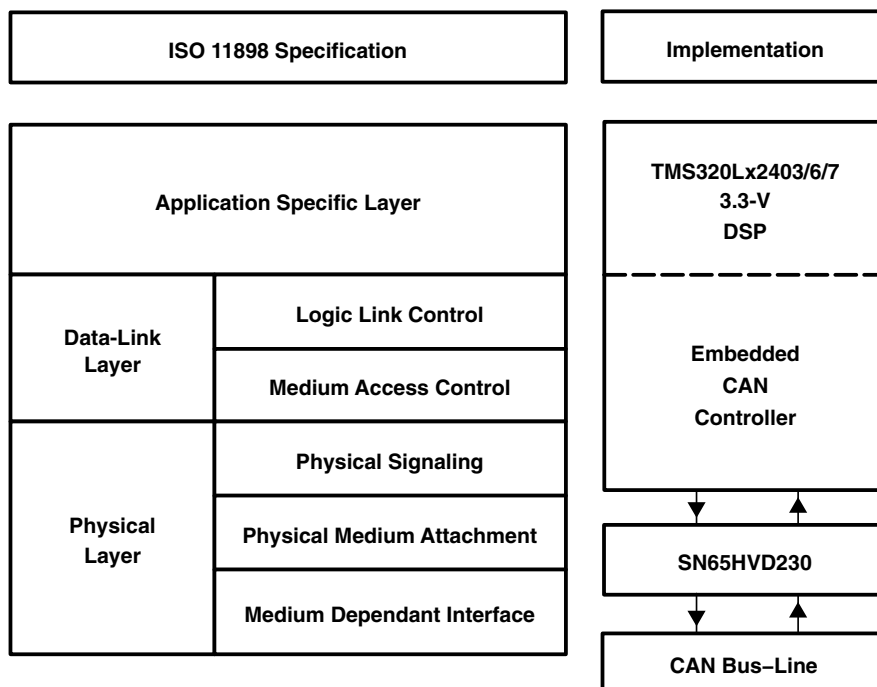 ISO 11898 Specification
Implementation
Application Specific Layer
TMS320Lx2403/6/7
3.3-V
DSP
Data-Link
Layer
Logic Link Control
Medium Access Control
Embedded
CAN
Controller
Physical
Layer
Physical Signaling
Physical Medium Attachment
Medium Dependant Interface
SN65HVD230
CAN Bus–Line